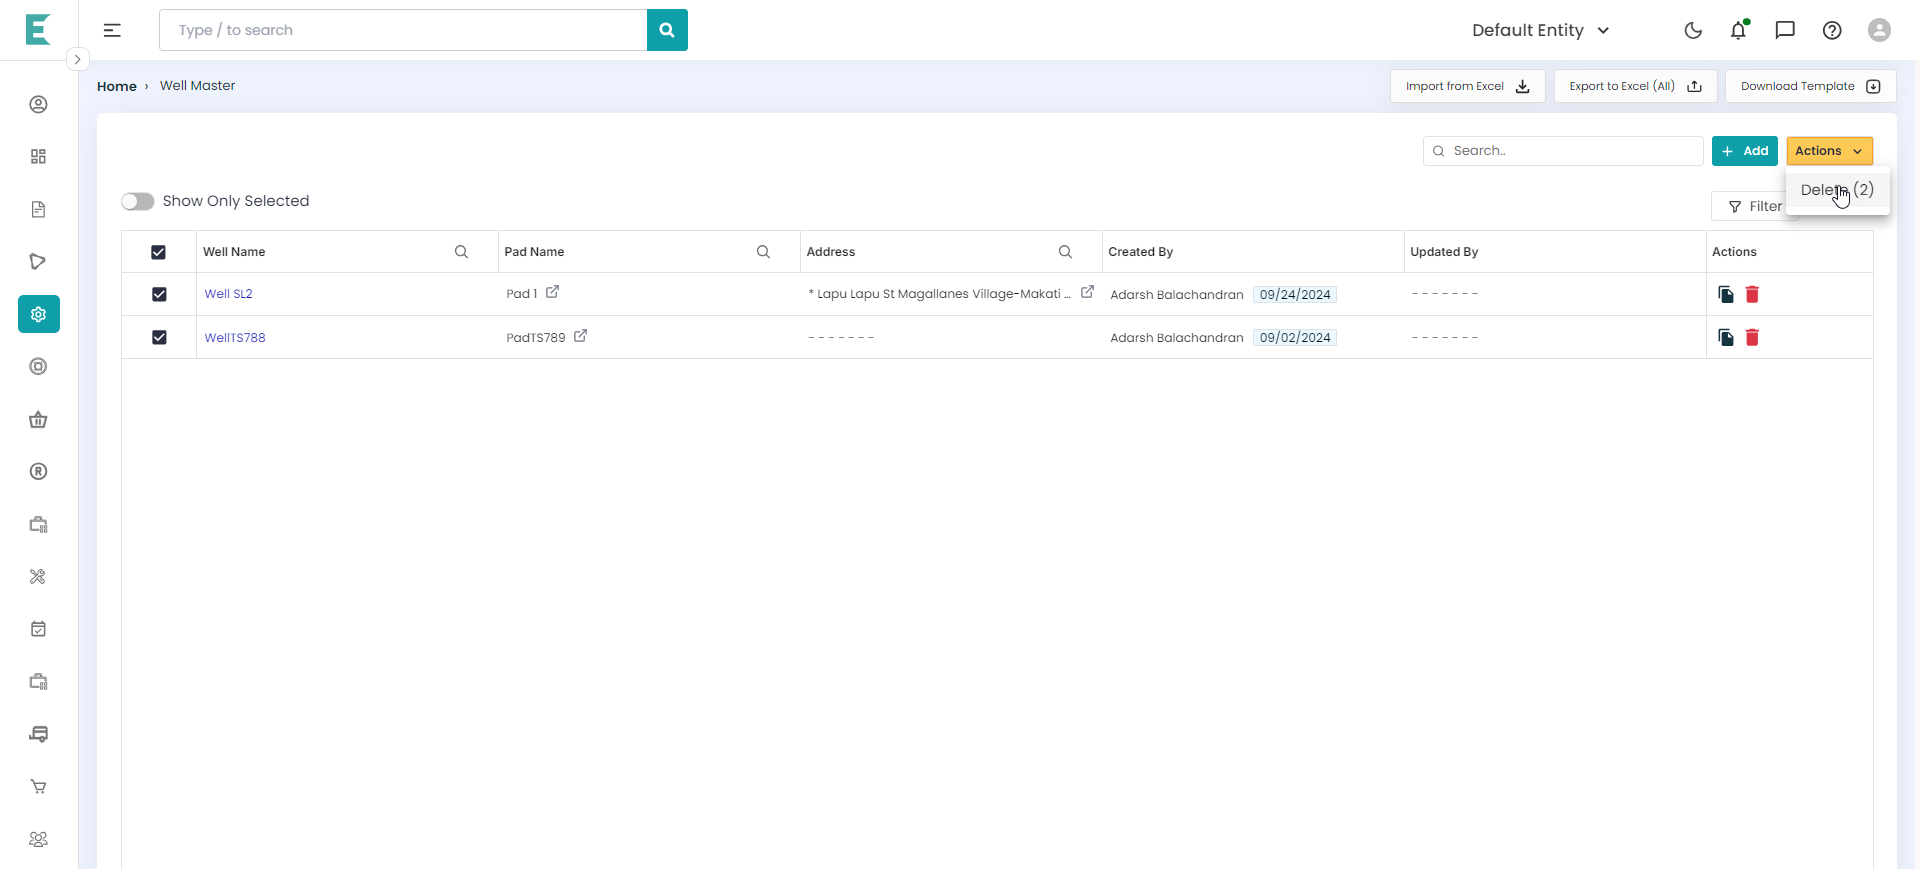 E
Type / to search
Default Entity
Home › Well Master
Import from Excel
Export to Excel (All)
Download Template
Search..
+ Add
Actions
Delete (2)
Show Only Selected
Filter
Well Name
Pad Name
Address
Created By
Updated By
Actions
Well SL2
Pad 1
* Lapu Lapu St Magallanes Village-Makati ...
Adarsh Balachandran 09/24/2024
-------
WellTS788
PadTS789
-------
Adarsh Balachandran 09/02/2024
-------